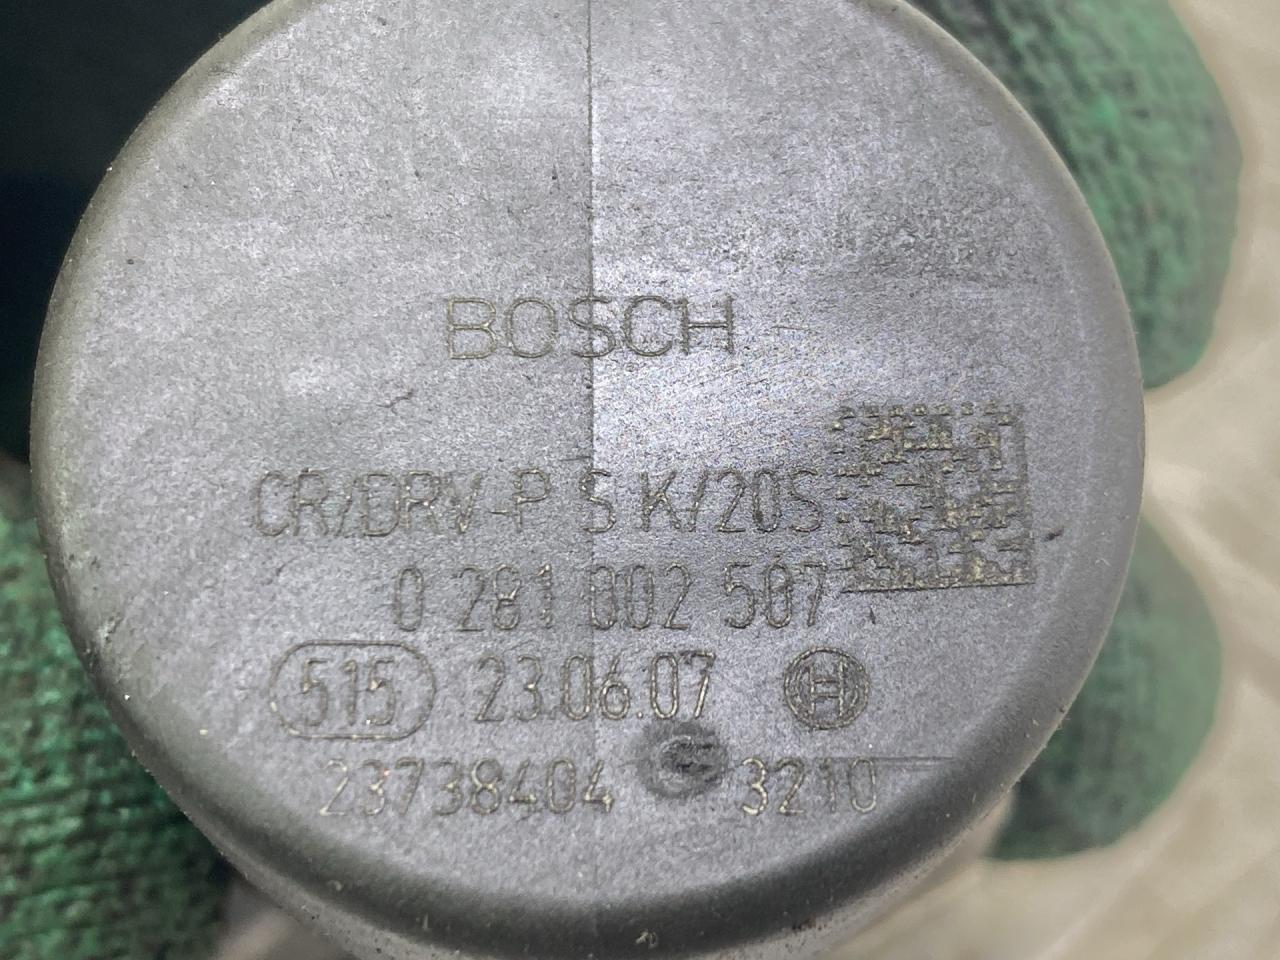 BOSCH
CR/DRV-P S K/20S
0 281 002 507
515 23.06.07 H
23738404 3210